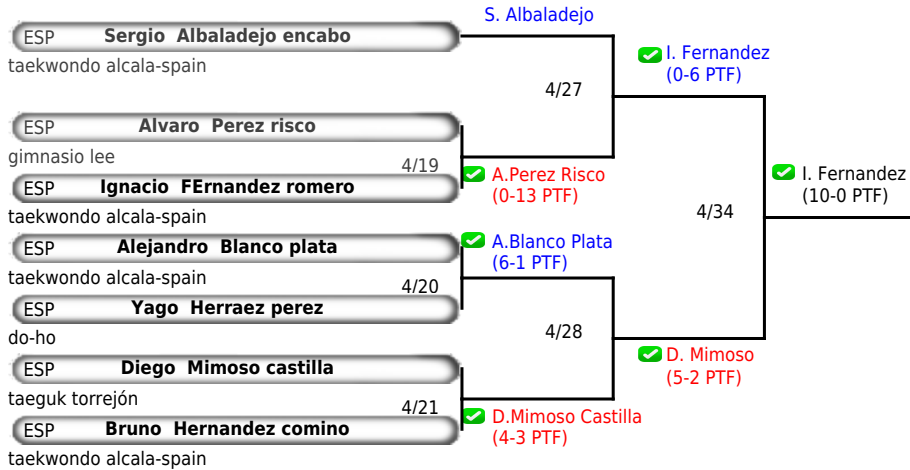 S. Albaladejo
ESP Sergio Albaladejo encabo
taekwondo alcala-spain
I. Fernandez
(0-6 PTF)
4/27
ESP Alvaro Perez risco
gimnasio lee
4/19
A.Perez Risco
(0-13 PTF)
ESP Ignacio FErnandez romero
taekwondo alcala-spain
I. Fernandez
(10-0 PTF)
4/34
ESP Alejandro Blanco plata
taekwondo alcala-spain
A.Blanco Plata
(6-1 PTF)
4/20
ESP Yago Herraez perez
do-ho
4/28
D. Mimoso
(5-2 PTF)
ESP Diego Mimoso castilla
taeguk torrejón
4/21
D.Mimoso Castilla
(4-3 PTF)
ESP Bruno Hernandez comino
taekwondo alcala-spain